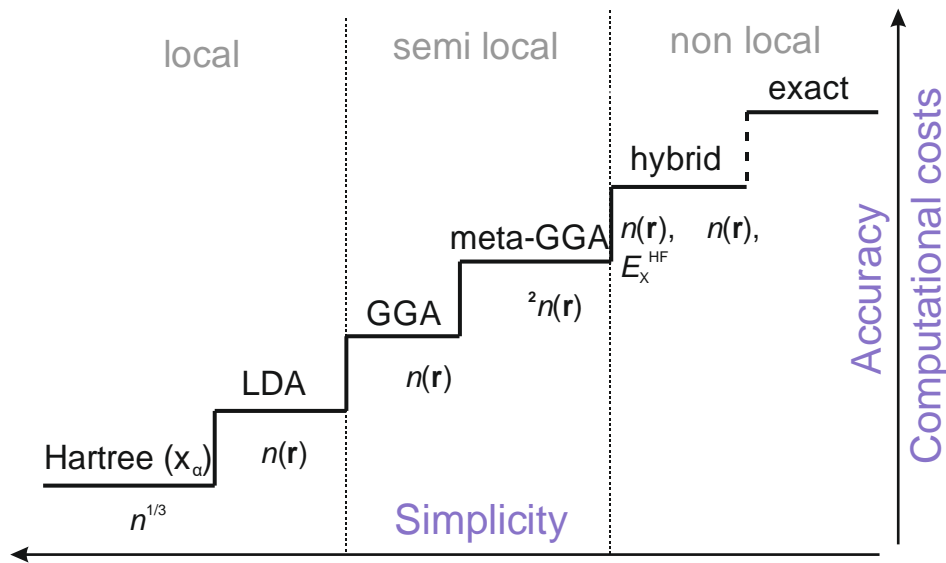 local
semi local
non local
exact
hybrid
n(r), n(r),
E_X^HF
meta-GGA
²n(r)
GGA
n(r)
LDA
n(r)
Hartree (x_α)
n^1/3
Simplicity
Accuracy
Computational costs